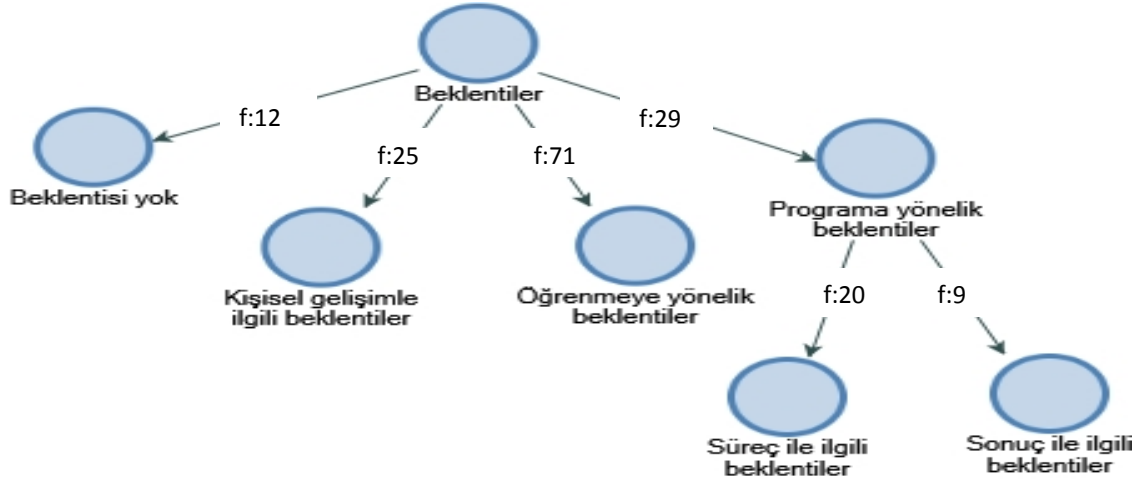 Beklentiler
f:12
f:29
f:25
f:71
Beklentisi yok
Programa yönelik
beklentiler
Kişisel gelişimle
ilgili beklentiler
Öğrenmeye yönelik
beklentiler
f:20
f:9
Süreç ile ilgili
beklentiler
Sonuç ile ilgili
beklentiler